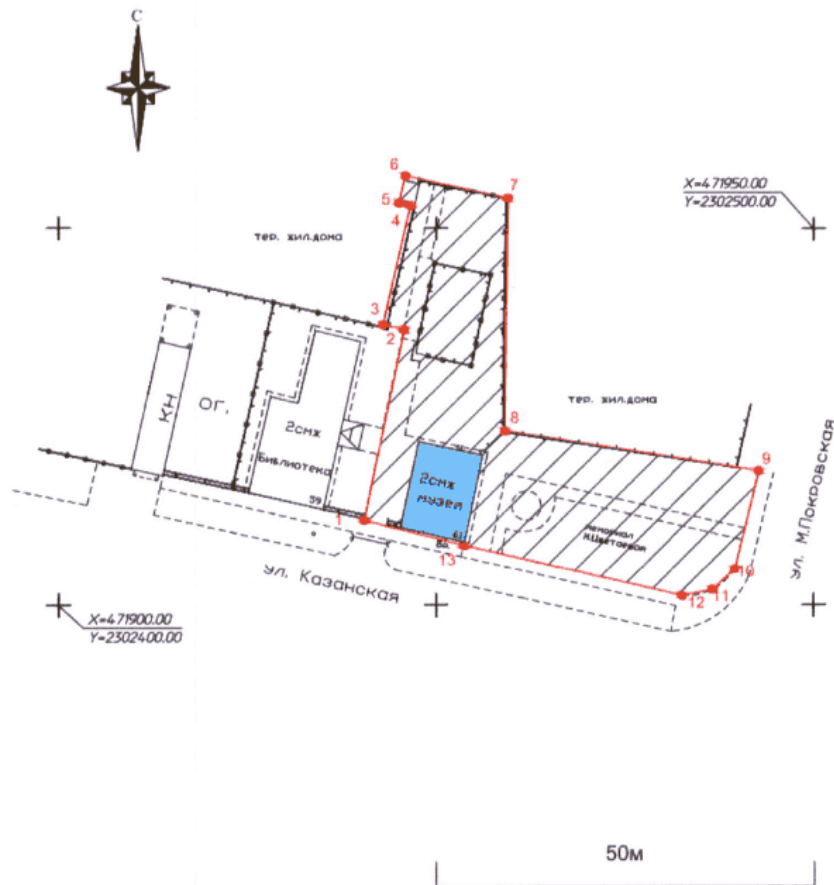 С
6
7
5
4
X=471950.00
Y=2302500.00
тер. жил.дома
3
2
тер. жил.дома
КН
ОГ.
8
9
2смж
Библиотека
2смж
музей
59
61
1
13
мемориал
М.Цветаевой
10
11
12
ул. Казанская
ул. М.Покровская
X=471900.00
Y=2302400.00
50м